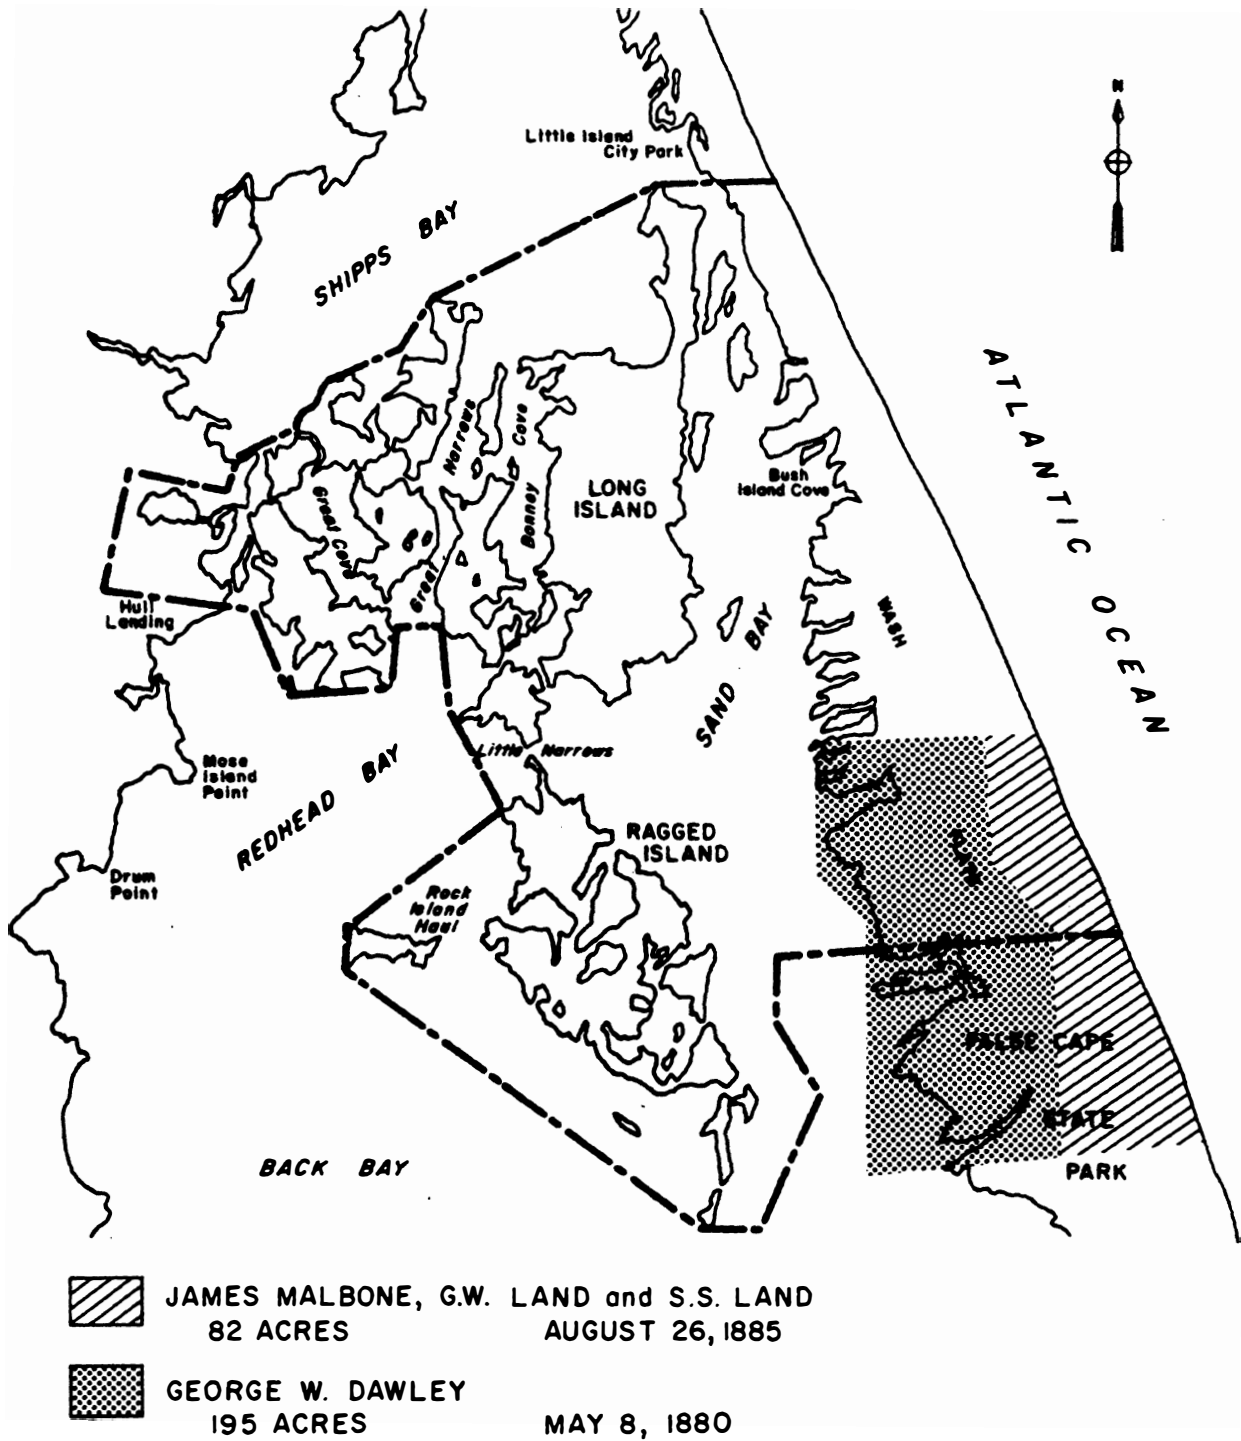 N
Little Island
City Park
SHIPPS BAY
ATLANTIC OCEAN
Narrows
Cove
Bush
Island Cove
LONG
ISLAND
Great Cove
Bonney
Great
Hull
Landing
WASH
SAND BAY
Little Narrows
Mose
Island
Point
REDHEAD BAY
RAGGED
ISLAND
FLATS
Drum
Point
Rock
Island
Haul
FALSE CAPE
STATE
PARK
BACK BAY
JAMES MALBONE, G.W. LAND and S.S. LAND
82 ACRES AUGUST 26, 1885
GEORGE W. DAWLEY
195 ACRES MAY 8, 1880